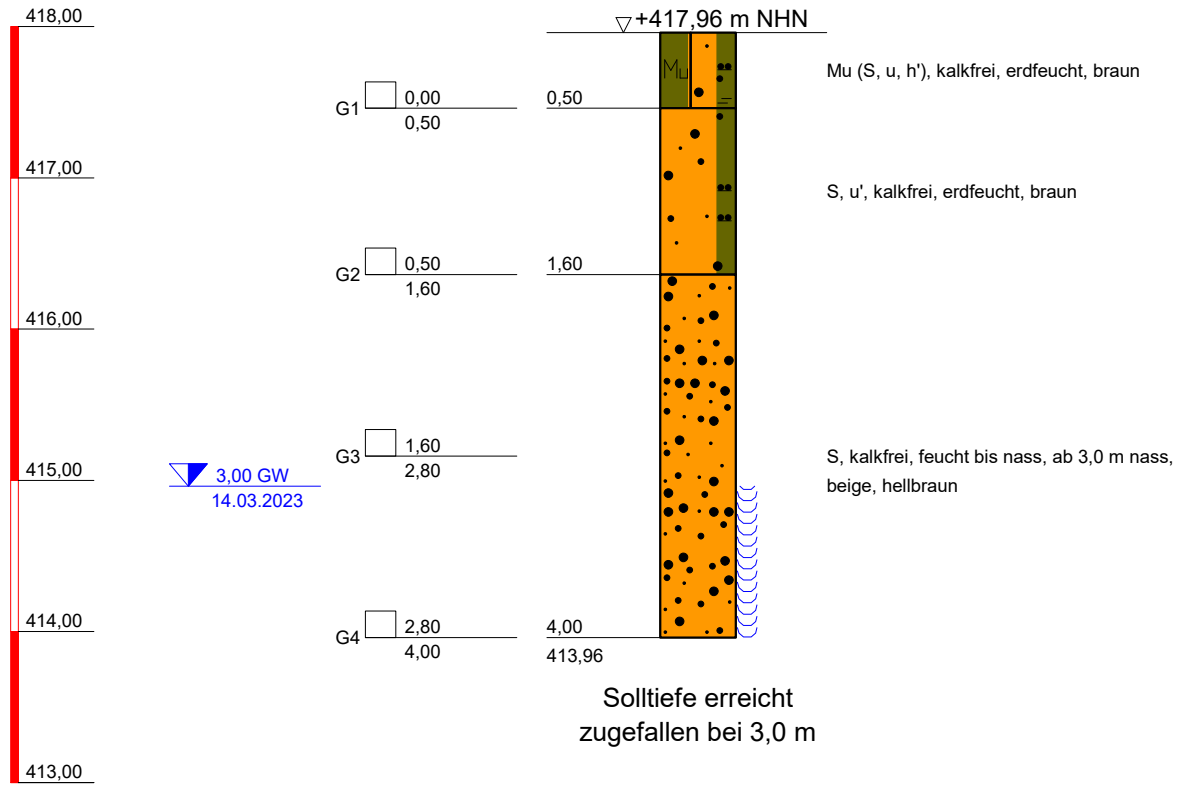 418,00
+417,96 m NHN
Mu
Mu (S, u, h'), kalkfrei, erdfeucht, braun
G1
0,00
0,50
0,50
417,00
S, u', kalkfrei, erdfeucht, braun
G2
0,50
1,60
1,60
416,00
G3
1,60
2,80
S, kalkfrei, feucht bis nass, ab 3,0 m nass,
beige, hellbraun
415,00
3,00 GW
14.03.2023
414,00
G4
2,80
4,00
4,00
413,96
Solltiefe erreicht
zugefallen bei 3,0 m
413,00